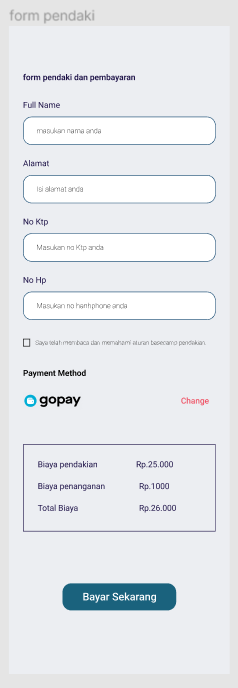 form pendaki
form pendaki dan pembayaran
Full Name
masukan nama anda
Alamat
Isi alamat anda
No Ktp
Masukan no Ktp anda
No Hp
Masukan no hanhphone anda
Saya telah membaca dan memahami aturan basecamp pendakian.
Payment Method
gopay Change
Biaya pendakian Rp.25.000
Biaya penanganan Rp.1000
Total Biaya Rp.26.000
Bayar Sekarang